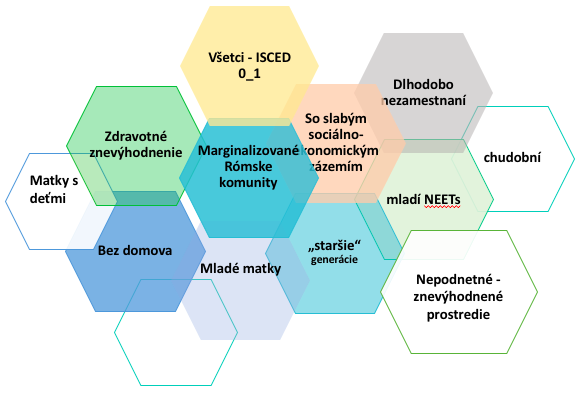 Všetci - ISCED
0_1
Dlhodobo
nezamestnaní
So slabým
sociálno-
konomickým
zázemím
Zdravotné
znevýhodnenie
Marginalizované
Rómske
komunity
chudobní
Matky s
deťmi
mladí NEETs
Bez domova
Mladé matky
„staršie“
generácie
Nepodnetné -
znevýhodnené
prostredie